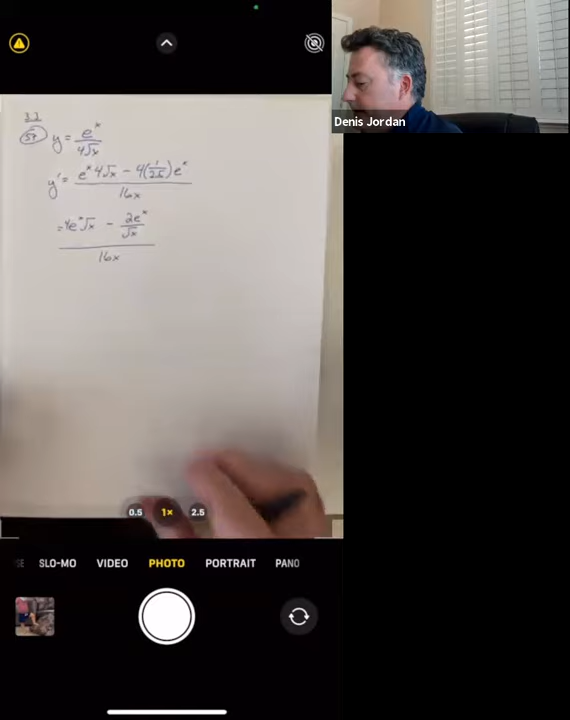 Denis Jordan
3.2
57 y = e^x / 4√x
y' = e^x 4√x - 4(1/2√x) e^x / 16x
= 4e^x √x - 2e^x/√x / 16x
0.5 1× 2.5
SLO-MO VIDEO PHOTO PORTRAIT PANO